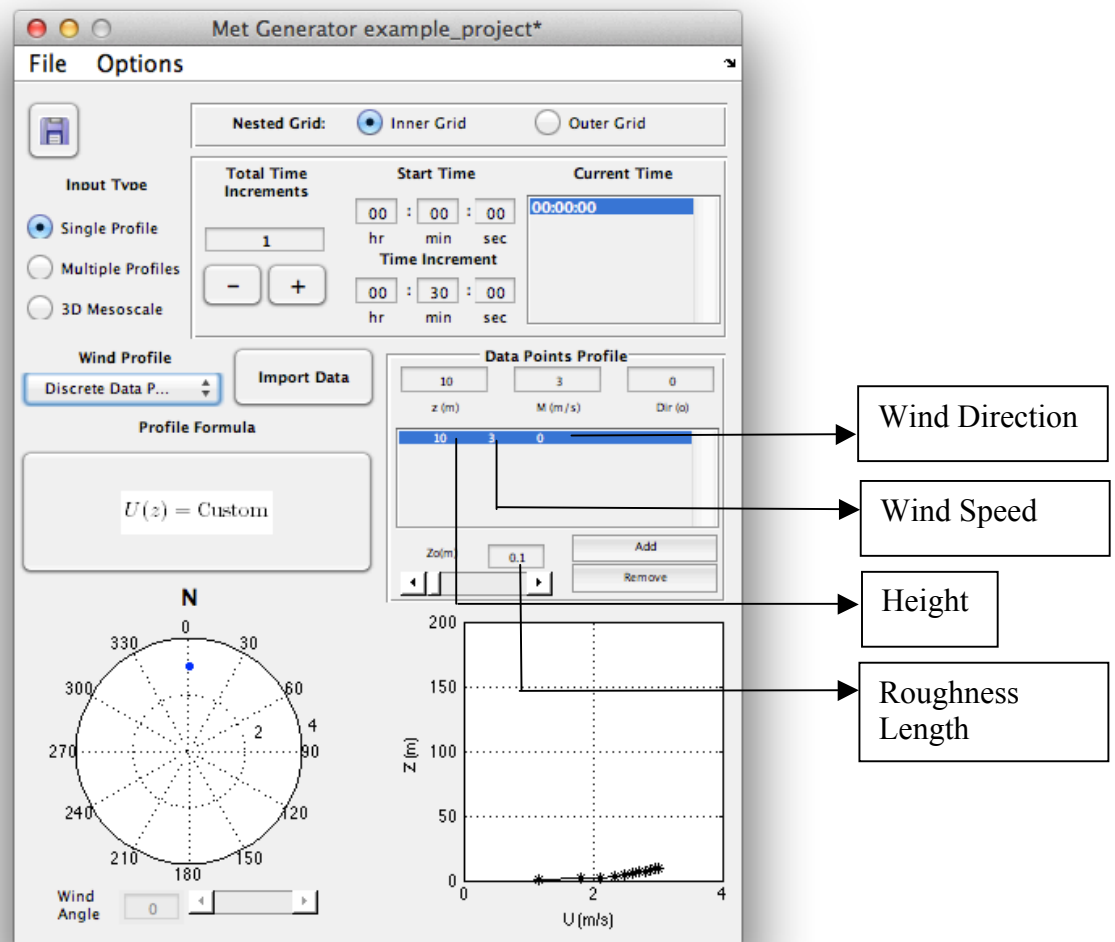 Met Generator example_project*
File Options
Nested Grid: Inner Grid Outer Grid
Input Type
Single Profile
Multiple Profiles
3D Mesoscale
Total Time
Increments
1
- +
Start Time
00 : 00 : 00
hr min sec
Time Increment
00 : 30 : 00
hr min sec
Current Time
00:00:00
Wind Profile
Discrete Data P...
Import Data
Profile Formula
U(z) = Custom
Data Points Profile
10 3 0
z (m) M (m/s) Dir (o)
10 3 0
Zo(m) 0.1
Add
Remove
Wind Direction
Wind Speed
Height
Roughness
Length
N
0
330 30
300 60
2 4
270 90
240 120
210 150
180
Wind
Angle
0
200
150
100
50
0
Z (m)
0 2 4
U (m/s)